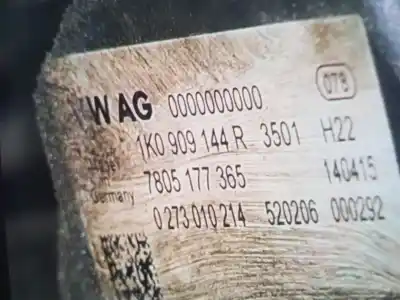 VW AG 0000000000 078
1K0 909 144 R 3501 H22
7805 177 365 140415
Germany
0 273 010 214 520206 000292